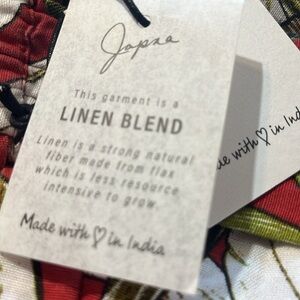 Japna
This garment is a
LINEN BLEND
Linen is a strong natural
fiber made from flax
which is less resource
intensive to grow.
Made with ♡ in India
de with ♡ in India